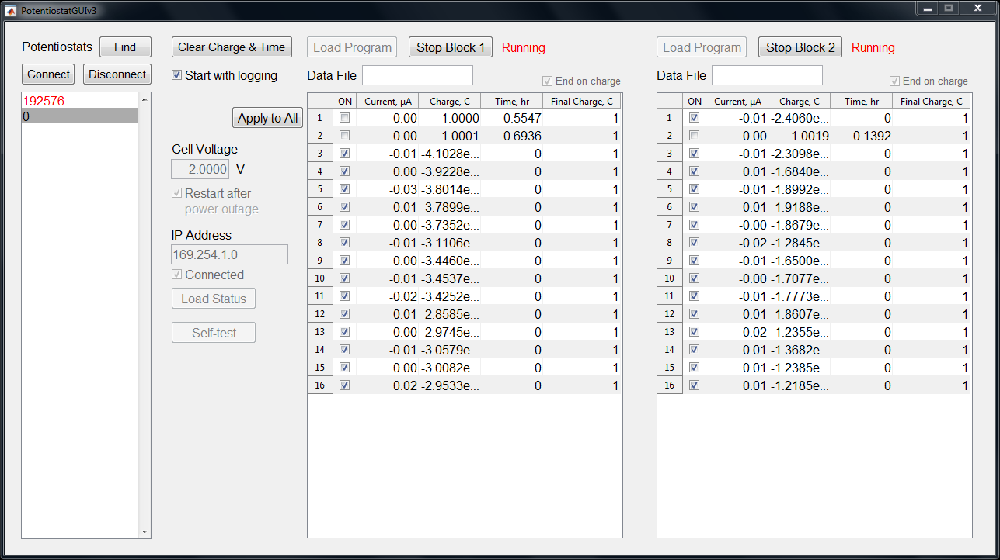 PotentiostatGUIv3
Potentiostats Find
Connect Disconnect
192576
0
Clear Charge & Time
Start with logging
Apply to All
Cell Voltage
2.0000 V
Restart after
power outage
IP Address
169.254.1.0
Connected
Load Status
Self-test
Load Program Stop Block 1 Running
Data File End on charge
ON Current, µA Charge, C Time, hr Final Charge, C
1 0.00 1.0000 0.5547 1
2 0.00 1.0001 0.6936 1
3 -0.01 -4.1028e... 0 1
4 0.00 -3.9228e... 0 1
5 -0.03 -3.8014e... 0 1
6 -0.01 -3.7899e... 0 1
7 0.00 -3.7352e... 0 1
8 -0.01 -3.1106e... 0 1
9 0.00 -3.4460e... 0 1
10 -0.01 -3.4537e... 0 1
11 -0.02 -3.4252e... 0 1
12 0.01 -2.8585e... 0 1
13 0.00 -2.9745e... 0 1
14 -0.01 -3.0579e... 0 1
15 0.00 -3.0082e... 0 1
16 0.02 -2.9533e... 0 1
Load Program Stop Block 2 Running
Data File End on charge
ON Current, µA Charge, C Time, hr Final Charge, C
1 -0.01 -2.4060e... 0 1
2 0.00 1.0019 0.1392 1
3 -0.01 -2.3098e... 0 1
4 -0.01 -1.6840e... 0 1
5 -0.01 -1.8992e... 0 1
6 0.01 -1.9188e... 0 1
7 -0.00 -1.8679e... 0 1
8 -0.02 -1.2845e... 0 1
9 -0.01 -1.6500e... 0 1
10 -0.00 -1.7077e... 0 1
11 -0.01 -1.7773e... 0 1
12 -0.01 -1.8607e... 0 1
13 -0.02 -1.2355e... 0 1
14 0.01 -1.3682e... 0 1
15 0.01 -1.2385e... 0 1
16 0.01 -1.2185e... 0 1